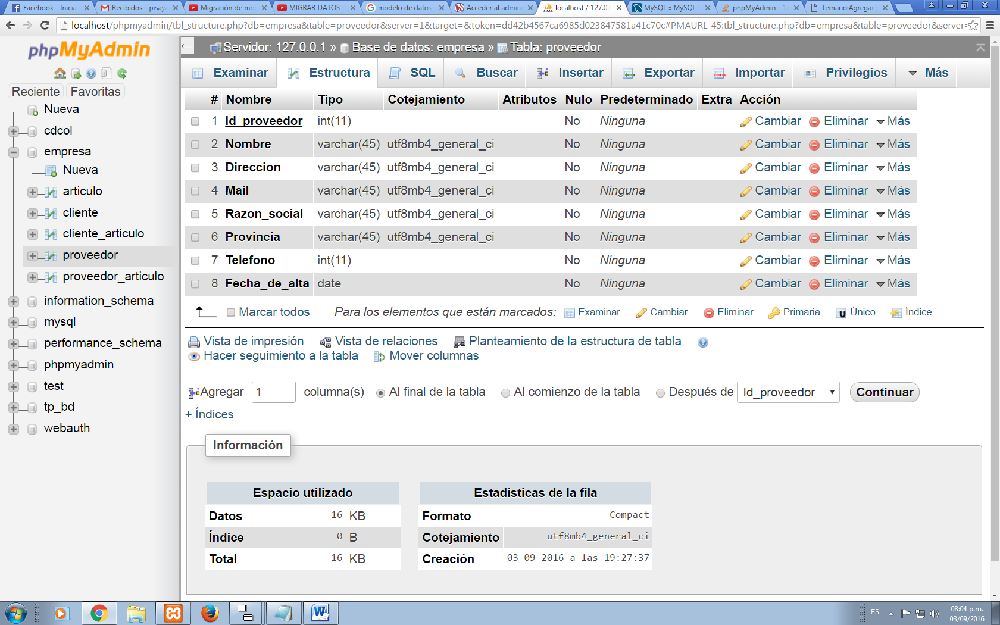 Facebook - Inicia
Recibidos - pisaya
Migración de mo
MIGRAR DATOS D
modelo de datos
Acceder al admin
localhost / 127.0.0
MySQL :: MySQL
phpMyAdmin - 1.
Temario:Agregar
localhost/phpmyadmin/tbl_structure.php?db=empresa&table=proveedor&server=1&target=&token=dd42b4567ca6985d023847581a41c70c#PMAURL-45:tbl_structure.php?db=empresa&table=proveedor&server=
phpMyAdmin
Reciente Favoritas
Nueva
cdcol
empresa
Nueva
articulo
cliente
cliente_articulo
proveedor
proveedor_articulo
information_schema
mysql
performance_schema
phpmyadmin
test
tp_bd
webauth
Servidor: 127.0.0.1 » Base de datos: empresa » Tabla: proveedor
Examinar Estructura SQL Buscar Insertar Exportar Importar Privilegios Más
# Nombre Tipo Cotejamiento Atributos Nulo Predeterminado Extra Acción
1 Id_proveedor int(11) No Ninguna Cambiar Eliminar Más
2 Nombre varchar(45) utf8mb4_general_ci No Ninguna Cambiar Eliminar Más
3 Direccion varchar(45) utf8mb4_general_ci No Ninguna Cambiar Eliminar Más
4 Mail varchar(45) utf8mb4_general_ci No Ninguna Cambiar Eliminar Más
5 Razon_social varchar(45) utf8mb4_general_ci No Ninguna Cambiar Eliminar Más
6 Provincia varchar(45) utf8mb4_general_ci No Ninguna Cambiar Eliminar Más
7 Telefono int(11) No Ninguna Cambiar Eliminar Más
8 Fecha_de_alta date No Ninguna Cambiar Eliminar Más
Marcar todos Para los elementos que están marcados: Examinar Cambiar Eliminar Primaria Único Índice
Vista de impresión Vista de relaciones Planteamiento de la estructura de tabla
Hacer seguimiento a la tabla Mover columnas
Agregar 1 columna(s) Al final de la tabla Al comienzo de la tabla Después de Id_proveedor Continuar
+ Índices
Información
Espacio utilizado
Datos 16 KB
Índice 0 B
Total 16 KB
Estadísticas de la fila
Formato Compact
Cotejamiento utf8mb4_general_ci
Creación 03-09-2016 a las 19:27:37
ES
08:04 p.m.
03/09/2016